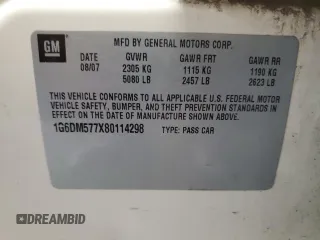 GM
MFD BY GENERAL MOTORS CORP.
DATE GVWR GAWR FRT GAWR RR
08/07 2305 KG 1115 KG 1190 KG
5080 LB 2457 LB 2623 LB
THIS VEHICLE CONFORMS TO ALL APPLICABLE U.S. FEDERAL MOTOR
VEHICLE SAFETY, BUMPER, AND THEFT PREVENTION STANDARDS IN
EFFECT ON THE DATE OF MANUFACTURE SHOWN ABOVE.
1G6DM577X80114298 TYPE: PASS CAR
DREAMBID